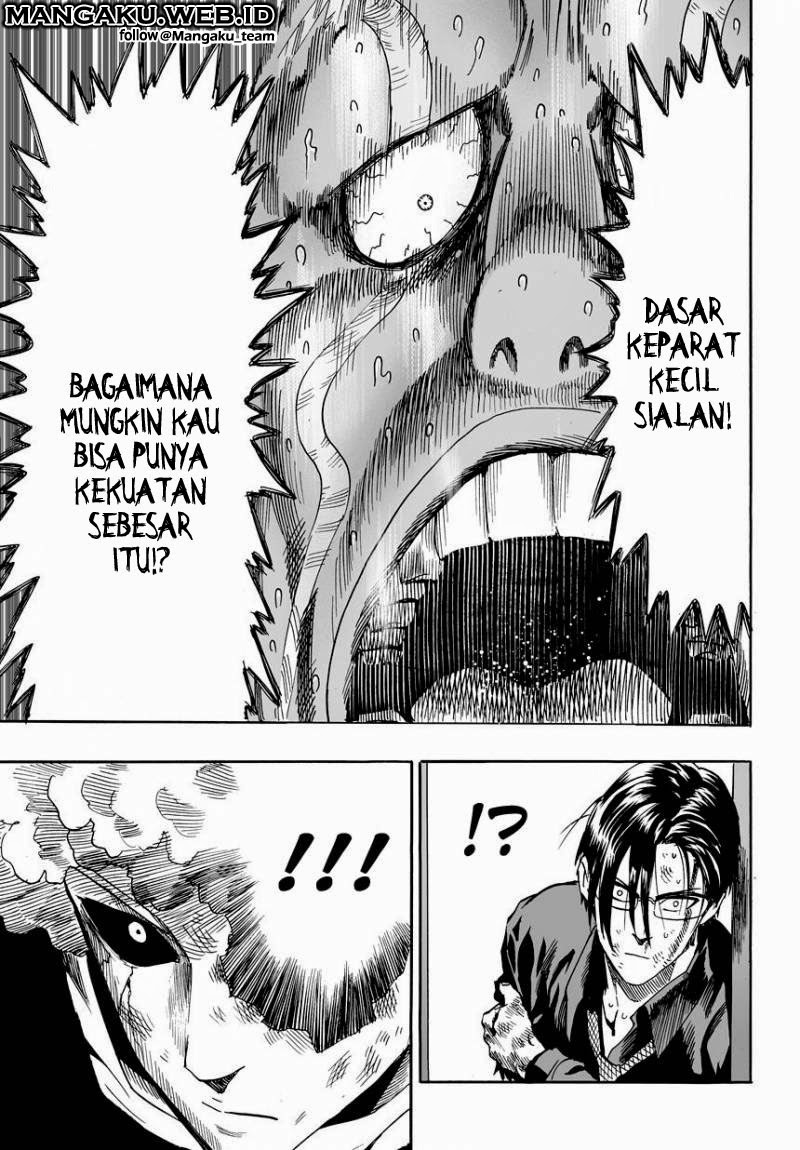 MANGAKU.WEB.ID
follow @Mangaku_team
DASAR
KEPARAT
KECIL
SIALAN!
BAGAIMANA
MUNGKIN KAU
BISA PUNYA
KEKUATAN
SEBESAR
ITU!?
!?
!!!